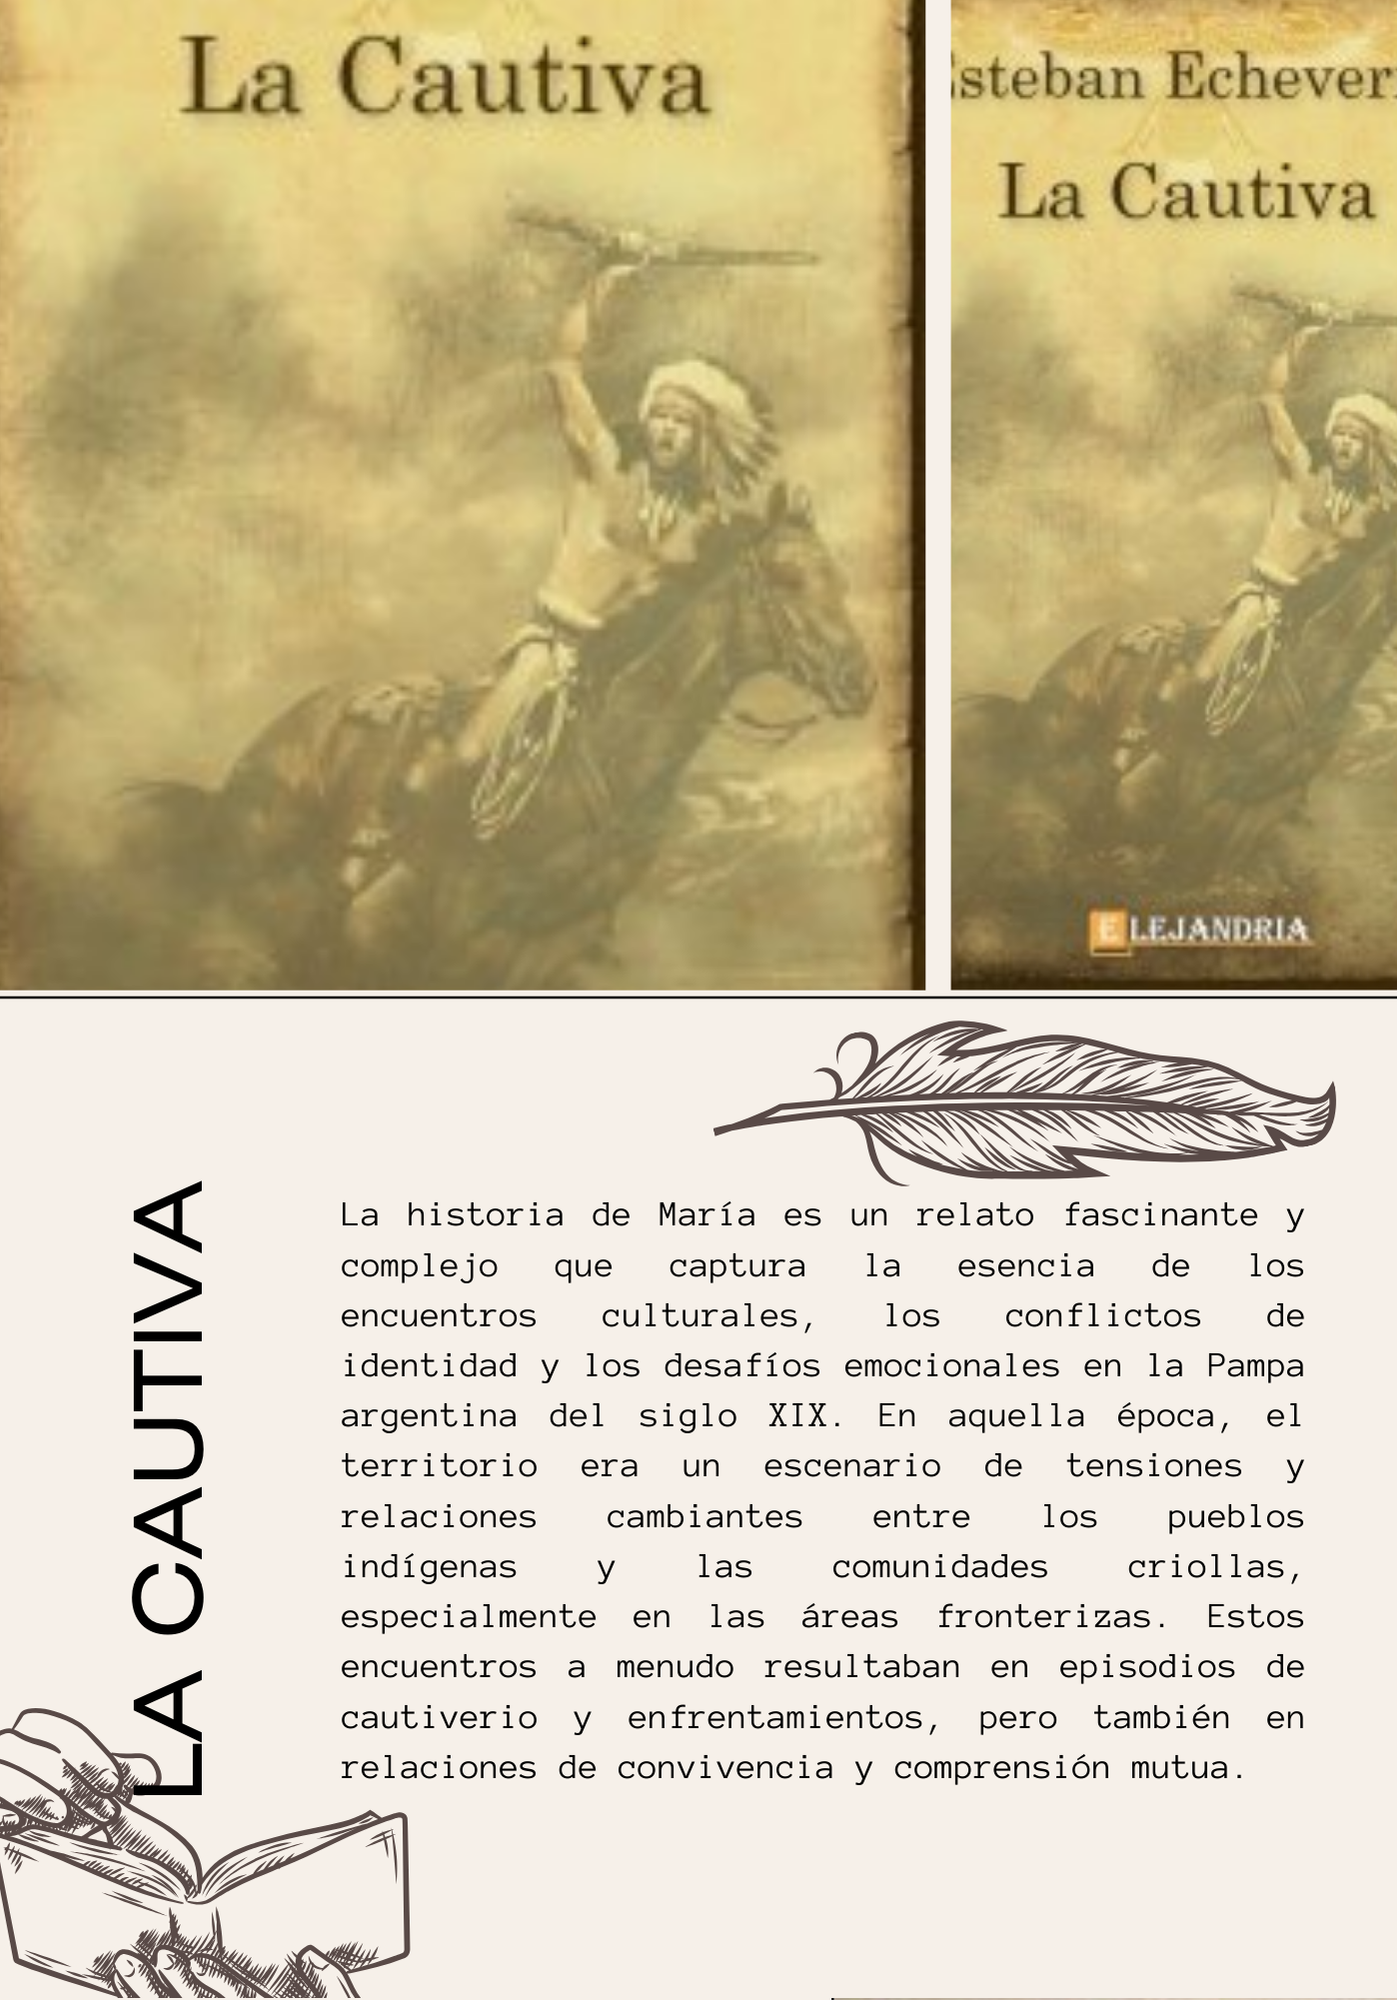 La Cautiva
Esteban Echever
La Cautiva
ELEJANDRIA
LA CAUTIVA
La historia de María es un relato fascinante y
complejo que captura la esencia de los
encuentros culturales, los conflictos de
identidad y los desafíos emocionales en la Pampa
argentina del siglo XIX. En aquella época, el
territorio era un escenario de tensiones y
relaciones cambiantes entre los pueblos
indígenas y las comunidades criollas,
especialmente en las áreas fronterizas. Estos
encuentros a menudo resultaban en episodios de
cautiverio y enfrentamientos, pero también en
relaciones de convivencia y comprensión mutua.